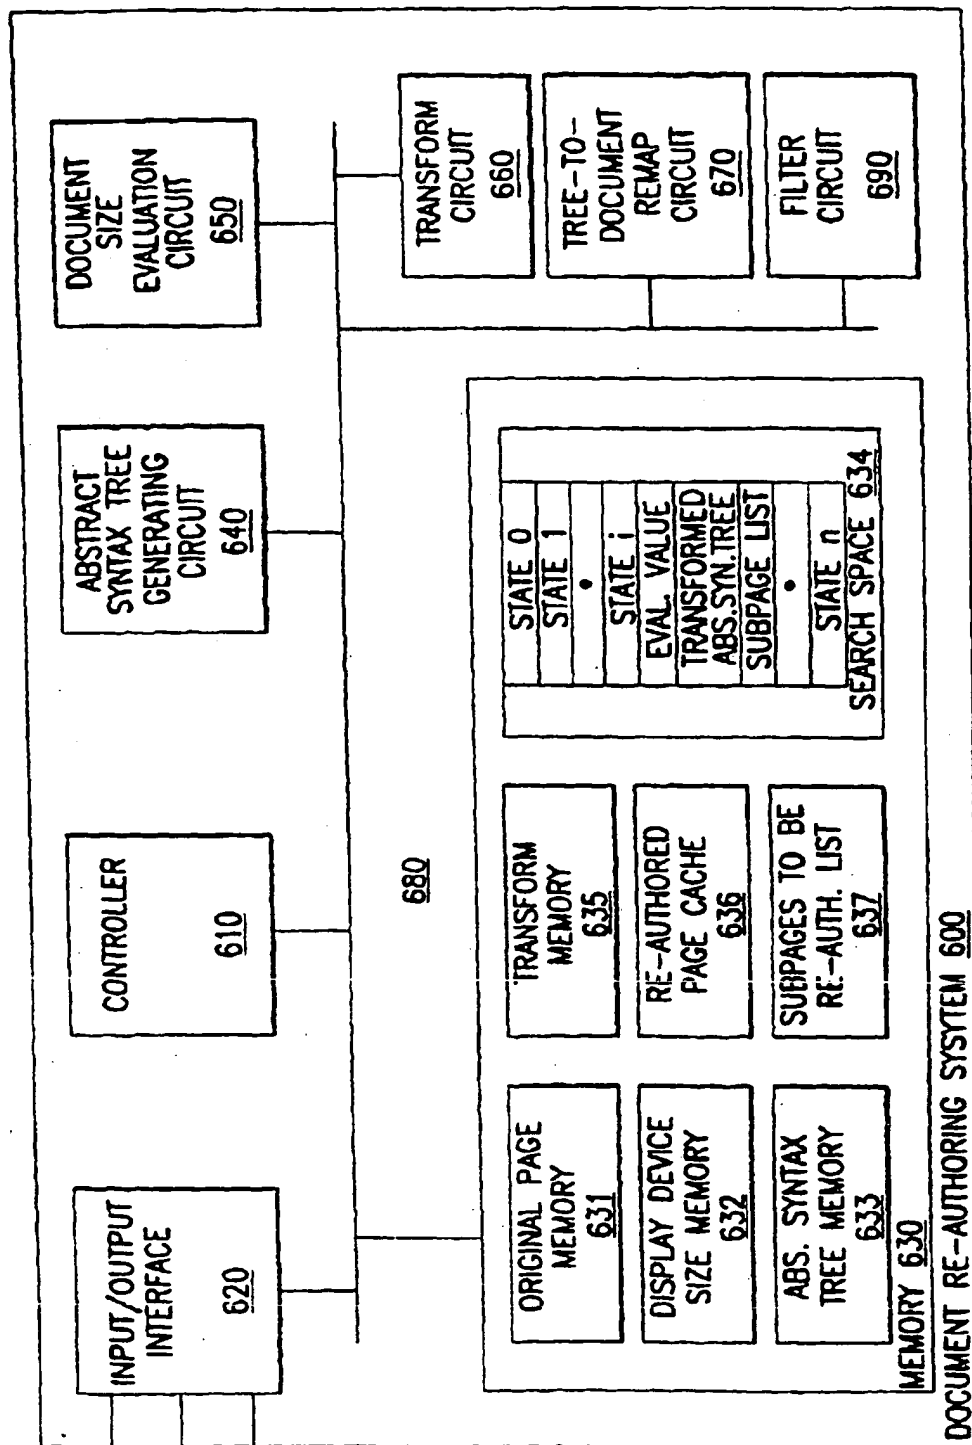 INPUT/OUTPUT
INTERFACE
620
CONTROLLER
610
ABSTRACT
SYNTAX TREE
GENERATING
CIRCUIT
640
DOCUMENT
SIZE
EVALUATION
CIRCUIT
650
680
TRANSFORM
CIRCUIT
660
TREE-TO-
DOCUMENT
REMAP
CIRCUIT
670
FILTER
CIRCUIT
690
ORIGINAL PAGE
MEMORY
631
DISPLAY DEVICE
SIZE MEMORY
632
ABS. SYNTAX
TREE MEMORY
633
TRANSFORM
MEMORY
635
RE-AUTHORED
PAGE CACHE
636
SUBPAGES TO BE
RE-AUTH. LIST
637
STATE 0
STATE 1
•
STATE i
EVAL. VALUE
TRANSFORMED
ABS.SYN.TREE
SUBPAGE LIST
•
STATE n
SEARCH SPACE 634
MEMORY 630
DOCUMENT RE-AUTHORING SYSYTEM 600